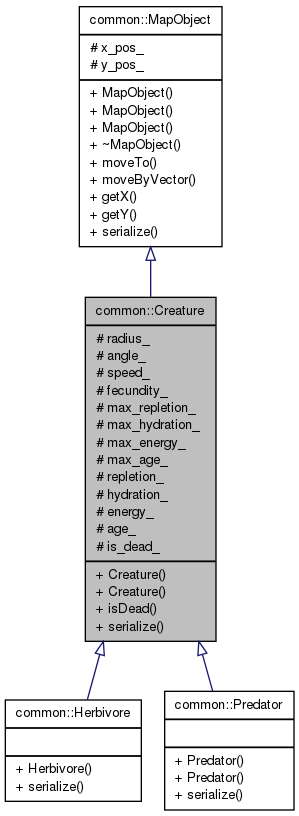 common::MapObject
# x_pos_
# y_pos_
+ MapObject()
+ MapObject()
+ MapObject()
+ ~MapObject()
+ moveTo()
+ moveByVector()
+ getX()
+ getY()
+ serialize()
common::Creature
# radius_
# angle_
# speed_
# fecundity_
# max_repletion_
# max_hydration_
# max_energy_
# max_age_
# repletion_
# hydration_
# energy_
# age_
# is_dead_
+ Creature()
+ Creature()
+ isDead()
+ serialize()
common::Herbivore
+ Herbivore()
+ serialize()
common::Predator
+ Predator()
+ Predator()
+ serialize()